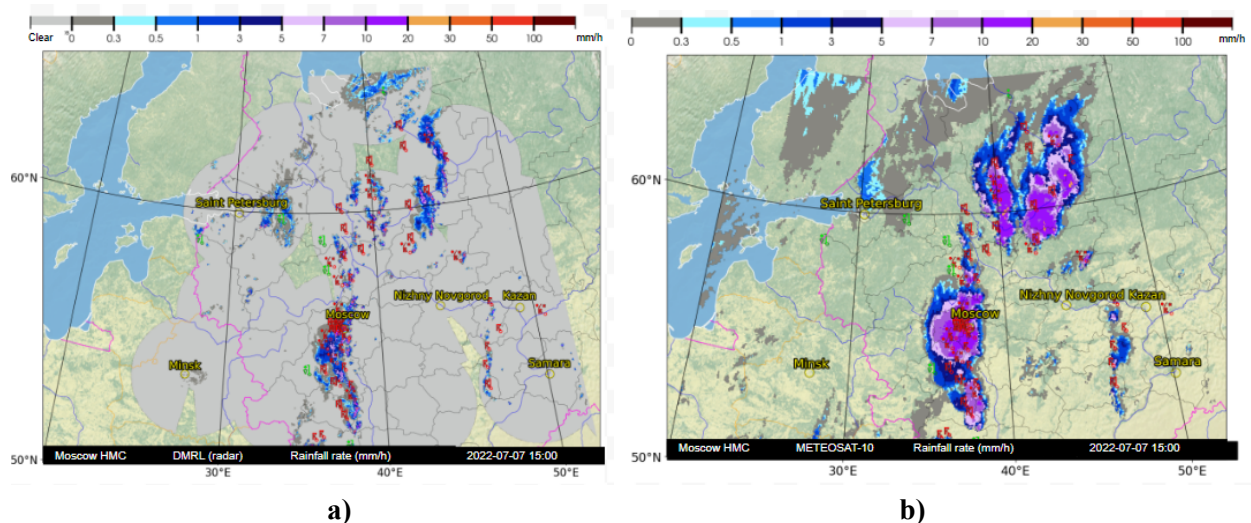 Clear 0 0.3 0.5 1 3 5 7 10 20 30 50 100 mm/h
60°N
Saint Petersburg
Nizhny Novgorod Kazan
Moscow
Minsk
Samara
Moscow HMC DMRL (radar) Rainfall rate (mm/h) 2022-07-07 15:00
50°N
30°E 40°E 50°E
a)
0 0.3 0.5 1 3 5 7 10 20 30 50 100 mm/h
60°N
Saint Petersburg
Nizhny Novgorod Kazan
Moscow
Minsk
Samara
Moscow HMC METEOSAT-10 Rainfall rate (mm/h) 2022-07-07 15:00
50°N
30°E 40°E 50°E
b)